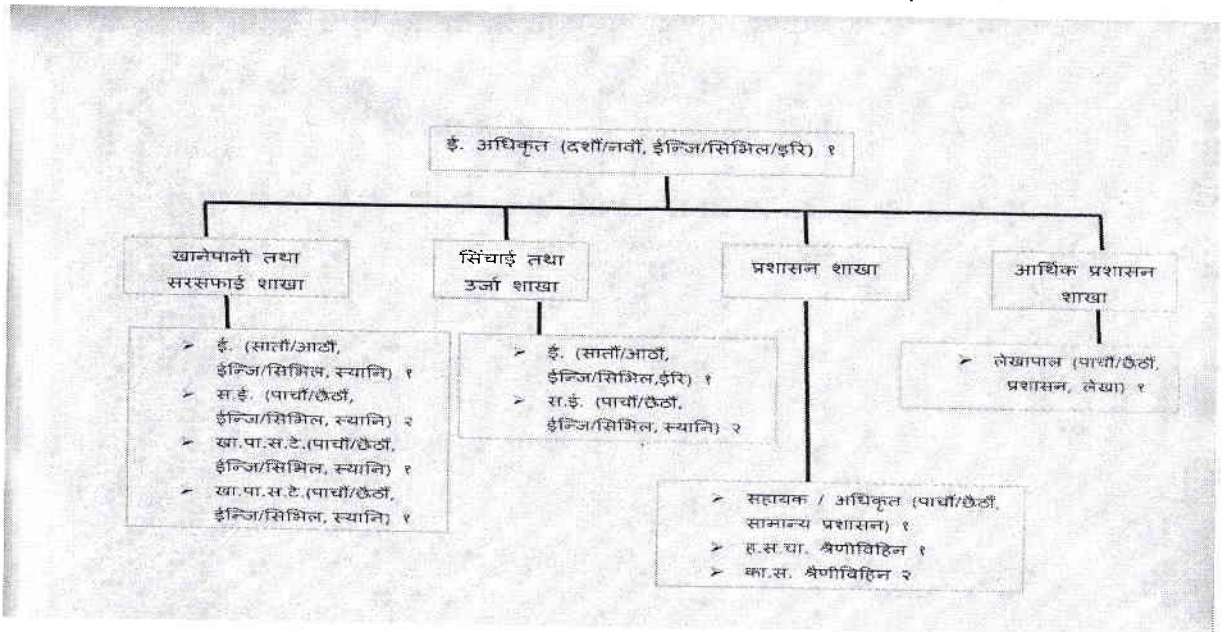 ई. अधिकृत (दशौं/नवौं, ईन्जि/सिभिल/इरि) १
खानेपानी तथा
सरसफाई शाखा
➢ ई. (सातौं/आठौं,
ईन्जि/सिभिल, स्यानि) १
➢ स.ई. (पाचौं/छैठौं,
ईन्जि/सिभिल, स्यानि) २
➢ खा.पा.स.टे.(पाचौं/छैठौं,
ईन्जि/सिभिल, स्यानि) १
➢ खा.पा.स.टे.(पाचौं/छैठौं,
ईन्जि/सिभिल, स्यानि) १
सिंचाई तथा
उर्जा शाखा
➢ ई. (सातौं/आठौं,
ईन्जि/सिभिल,ईरि) १
➢ स.ई. (पाचौं/छैठौं,
ईन्जि/सिभिल, स्यानि) २
प्रशासन शाखा
➢ सहायक / अधिकृत (पाचौं/छैठौं,
सामान्य प्रशासन) १
➢ ह.स.चा. श्रेणीविहिन १
➢ का.स. श्रेणीविहिन २
आर्थिक प्रशासन
शाखा
➢ लेखापाल (पाचौं/छैठौं,
प्रशासन, लेखा) १